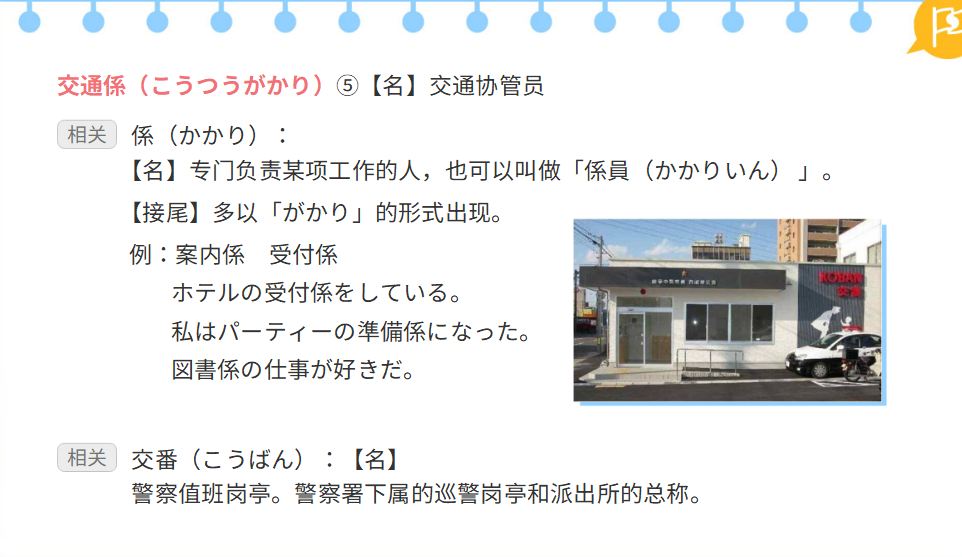 交通係（こうつうがかり）⑤【名】交通协管员
相关 係（かかり）：
【名】专门负责某项工作的人，也可以叫做「係員（かかりいん） 」。
【接尾】多以「がかり」的形式出现。
例：案内係 受付係
ホテルの受付係をしている。
私はパーティーの準備係になった。
図書係の仕事が好きだ。
KOBAN
交番
相关 交番（こうばん）：【名】
警察值班岗亭。警察署下属的巡警岗亭和派出所的总称。